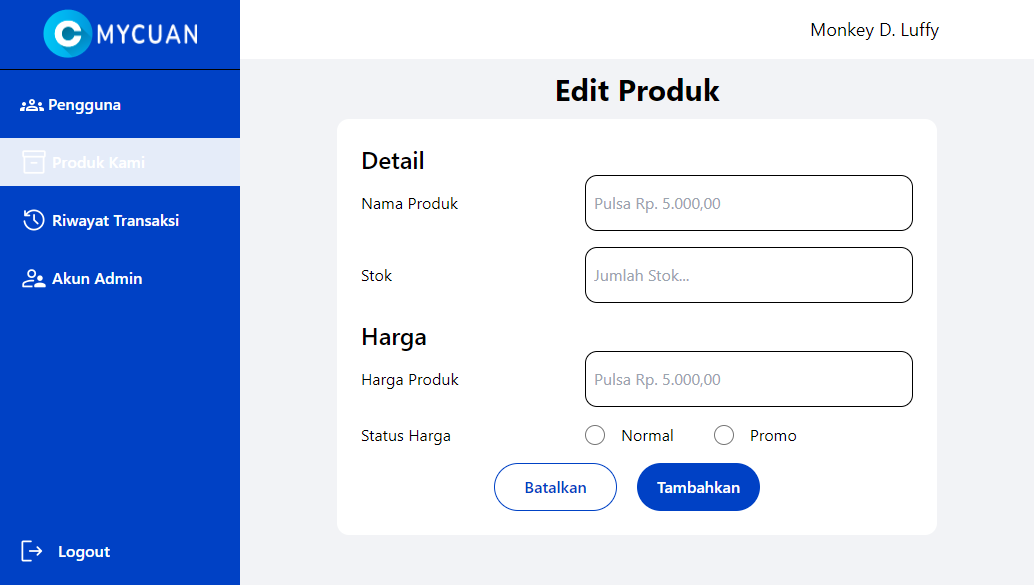 C MYCUAN
Monkey D. Luffy
Pengguna
Produk Kami
Riwayat Transaksi
Akun Admin
Logout
Edit Produk
Detail
Nama Produk
Pulsa Rp. 5.000,00
Stok
Jumlah Stok...
Harga
Harga Produk
Pulsa Rp. 5.000,00
Status Harga
Normal
Promo
Batalkan
Tambahkan